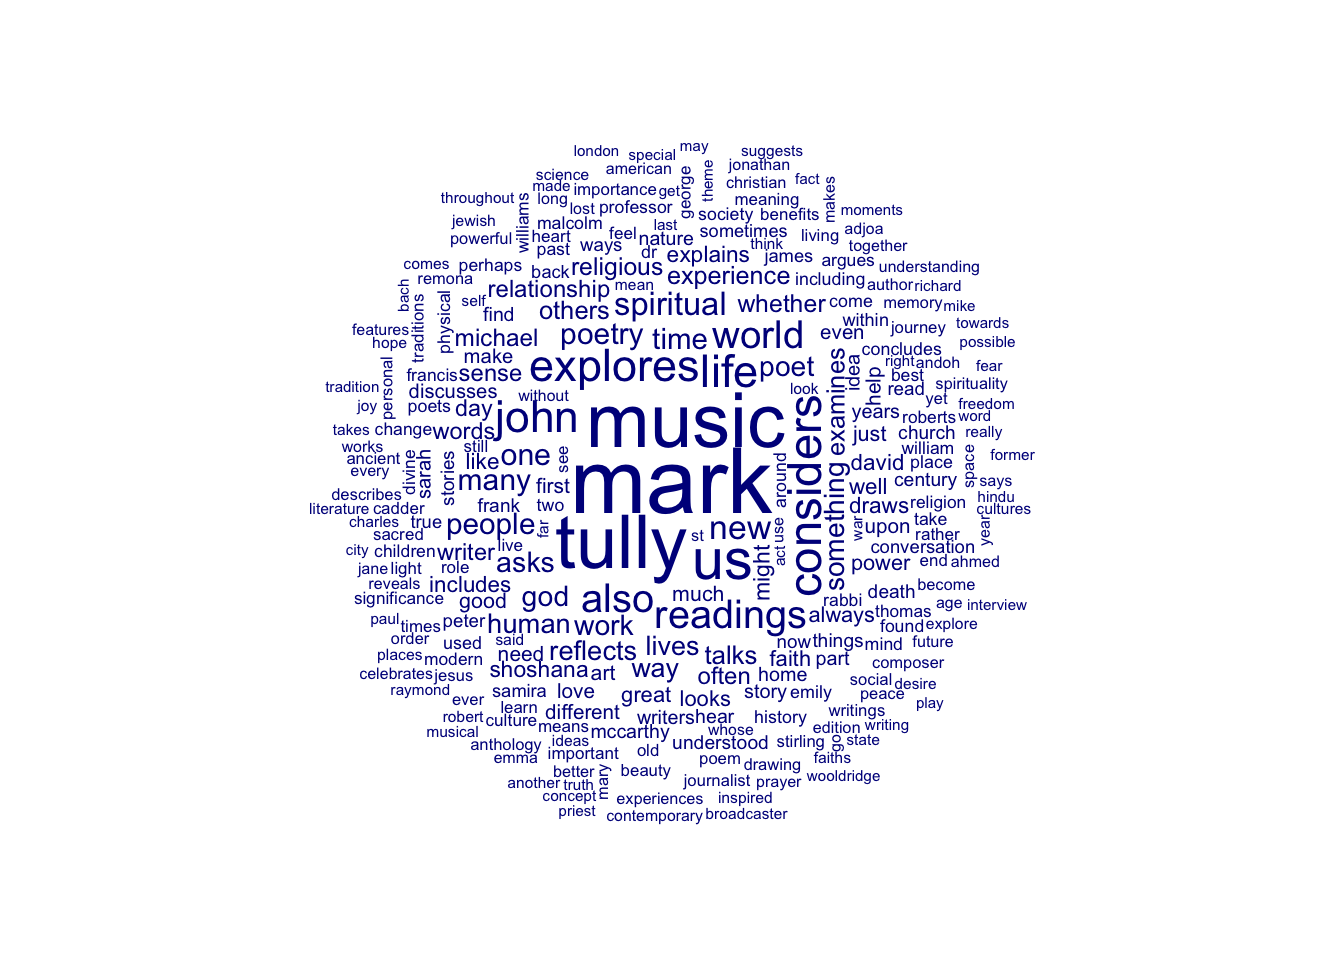 may
london special suggests
american jonathan
science george theme christian fact
made importance get makes
throughout long williams meaning
lost professor society benefits moments
jewish malcolm last sometimes living adjoa
powerful heart feel nature think together
past ways dr explains james argues
comes perhaps back religious experience including understanding
remona mean author richard
bach self relationship spiritual whether come memory mike
traditions physical find others within journey towards
features michael poetry time world even possible
hope make concludes
personal explores life poet idea right andoh fear
tradition francis sense examines help best spirituality
discusses without look read yet
joy poets day john music considers years roberts word freedom
takes change words just church really
works still william
ancient divine sarah like one see around david place space former
every stories many mark something well century says
describes first draws religion hindu
literature cadder frank two war year cultures
charles true people far tully st new act use upon take
sacred rather
city children writer live us might conversation
jane light role asks power end ahmed
reveals includes death become
significance good god also much rabbi age interview
paul times peter human work readings always thomas found explore
order used said now things mind future
places modern need reflects lives talks faith part composer
celebrates jesus shoshana art way often home social desire
raymond samira love great looks story emily peace play
ever learn
robert culture different writers hear history writings
musical means mccarthy whose edition writing
anthology ideas understood stirling go state
emma important old poem drawing faiths
better beauty journalist prayer wooldridge
another truth mary
concept experiences inspired
priest contemporary broadcaster